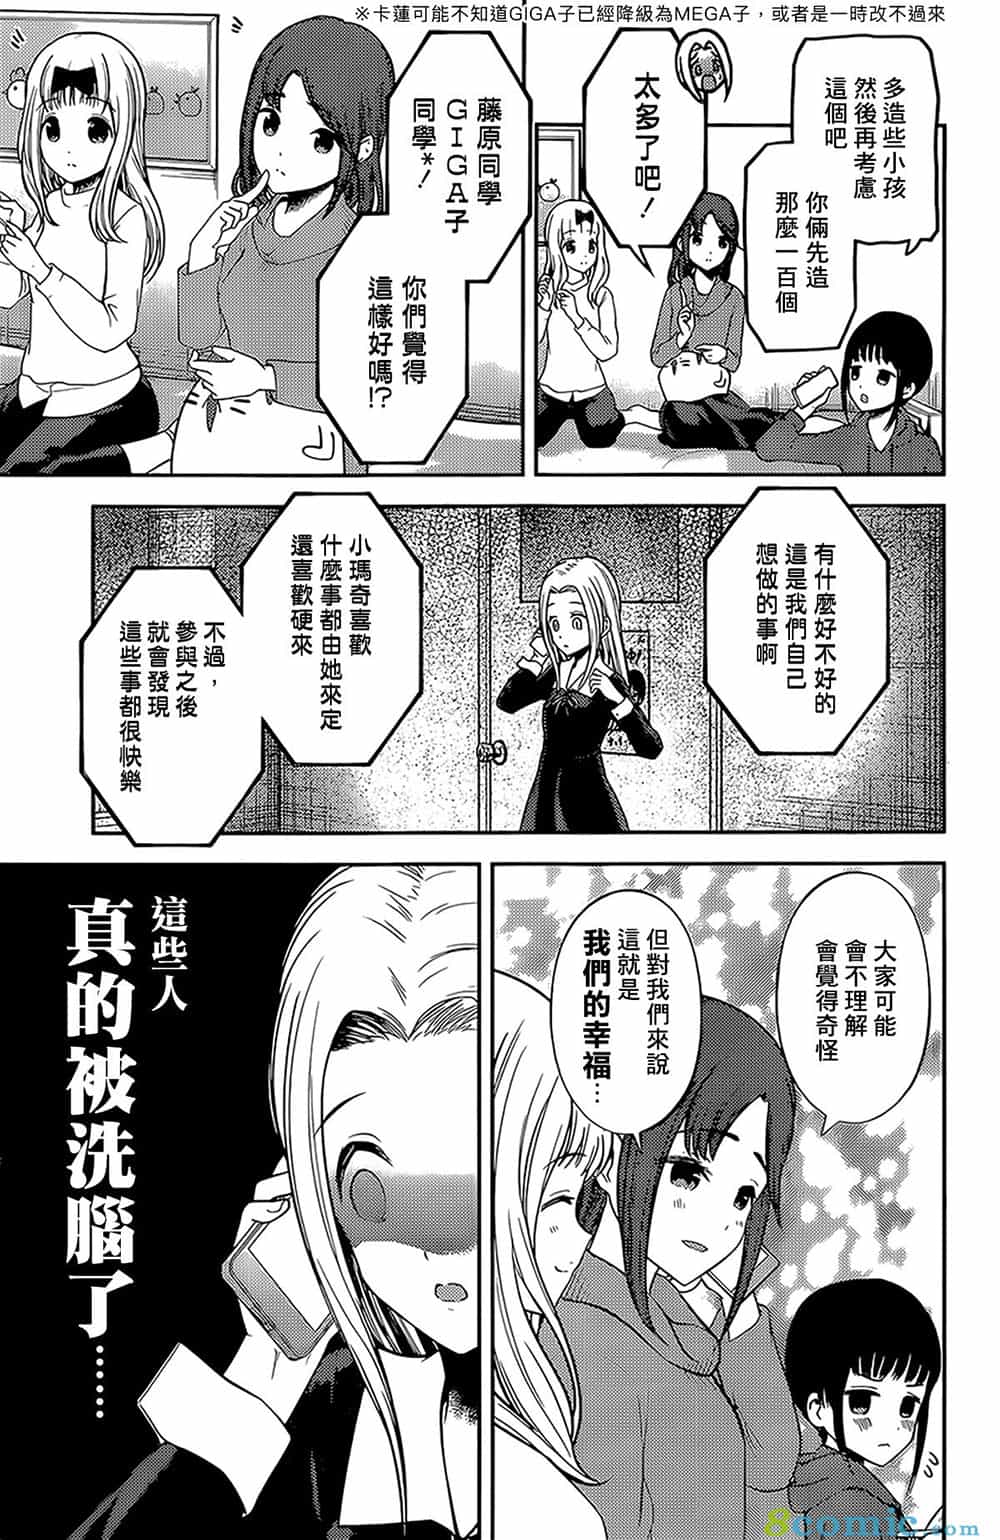 ※卡蓮可能不知道GIGA子已經降級為MEGA子，或者是一時改不過來
多造些小孩
然後再考慮
這個吧
你倆先造
那麼一百個
太多了吧！
藤原同學
GIGA子
同學*！
你們覺得
這樣好嗎!?
有什麼好不好的
這是我們自己
想做的事啊
小瑪奇喜歡
什麼事都由她來定
還喜歡硬來
不過，
參與之後
就會發現
這些事都很快樂
大家可能
會不理解
會覺得奇怪
但對我們來說
這就是
我們的幸福…
這些人
真的被洗腦了……
8comic.com